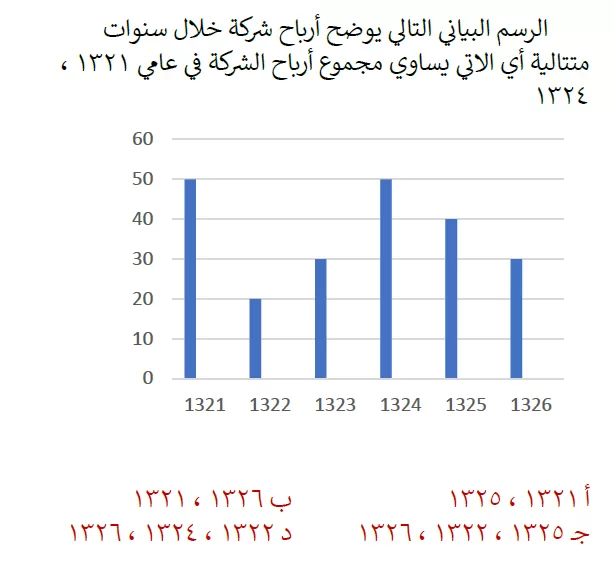 الرسم البياني التالي يوضح أرباح شركة خلال سنوات
متتالية أي الاتي يساوي مجموع أرباح الشركة في عامي ١٣٢١ ،
١٣٢٤
60
50
40
30
20
10
0
1321 1322 1323 1324 1325 1326
أ ١٣٢١ ، ١٣٢٥ ب ١٣٢٦ ، ١٣٢١
جـ ١٣٢٥ ، ١٣٢٢ ، ١٣٢٦ د ١٣٢٢ ، ١٣٢٤ ، ١٣٢٦